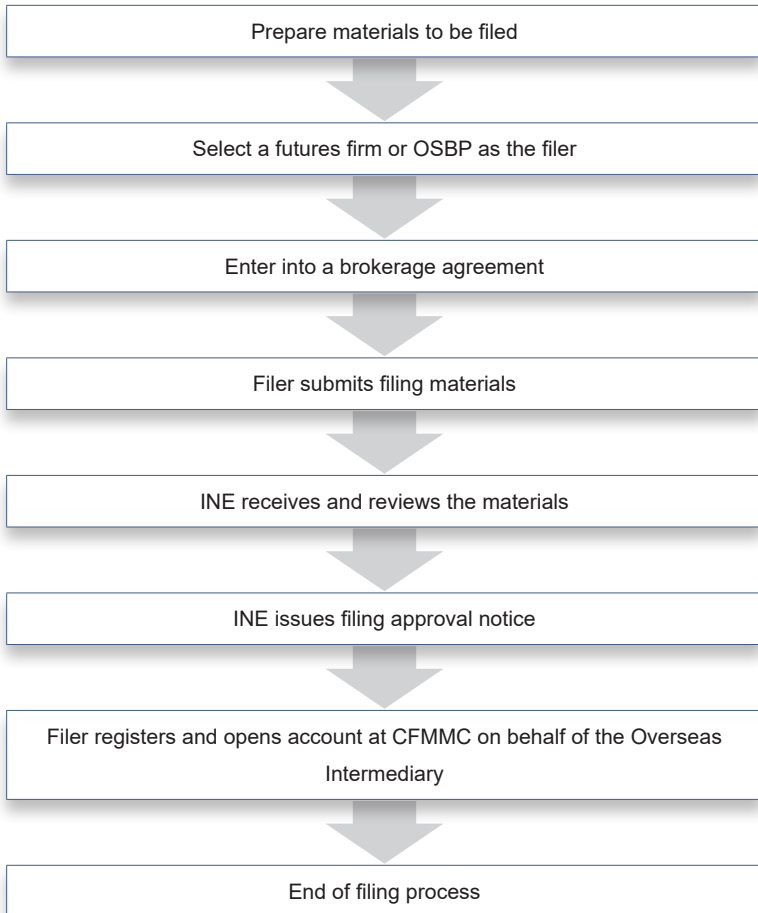 Prepare materials to be filed
Select a futures firm or OSBP as the filer
Enter into a brokerage agreement
Filer submits filing materials
INE receives and reviews the materials
INE issues filing approval notice
Filer registers and opens account at CFMMC on behalf of the Overseas
Intermediary
End of filing process